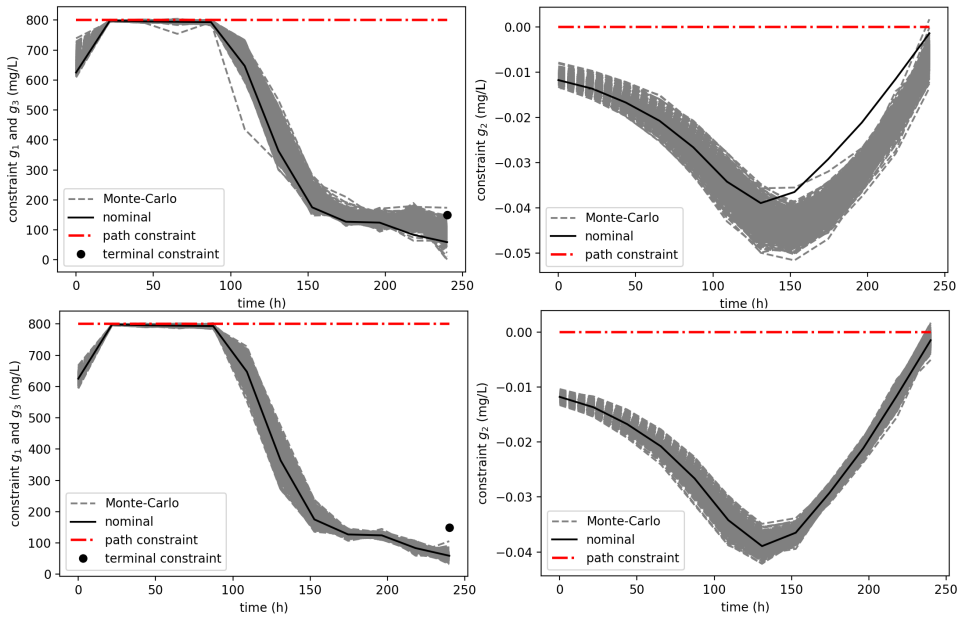 constraint g₁ and g₃ (mg/L)
800
700
600
500
400
300
200
100
0
Monte-Carlo
nominal
path constraint
terminal constraint
0
50
100
150
200
250
time (h)
constraint g₂ (mg/L)
0.00
−0.01
−0.02
−0.03
−0.04
−0.05
Monte-Carlo
nominal
path constraint
0
50
100
150
200
250
time (h)
constraint g₁ and g₃ (mg/L)
800
700
600
500
400
300
200
100
0
Monte-Carlo
nominal
path constraint
terminal constraint
0
50
100
150
200
250
time (h)
constraint g₂ (mg/L)
0.00
−0.01
−0.02
−0.03
−0.04
Monte-Carlo
nominal
path constraint
0
50
100
150
200
250
time (h)